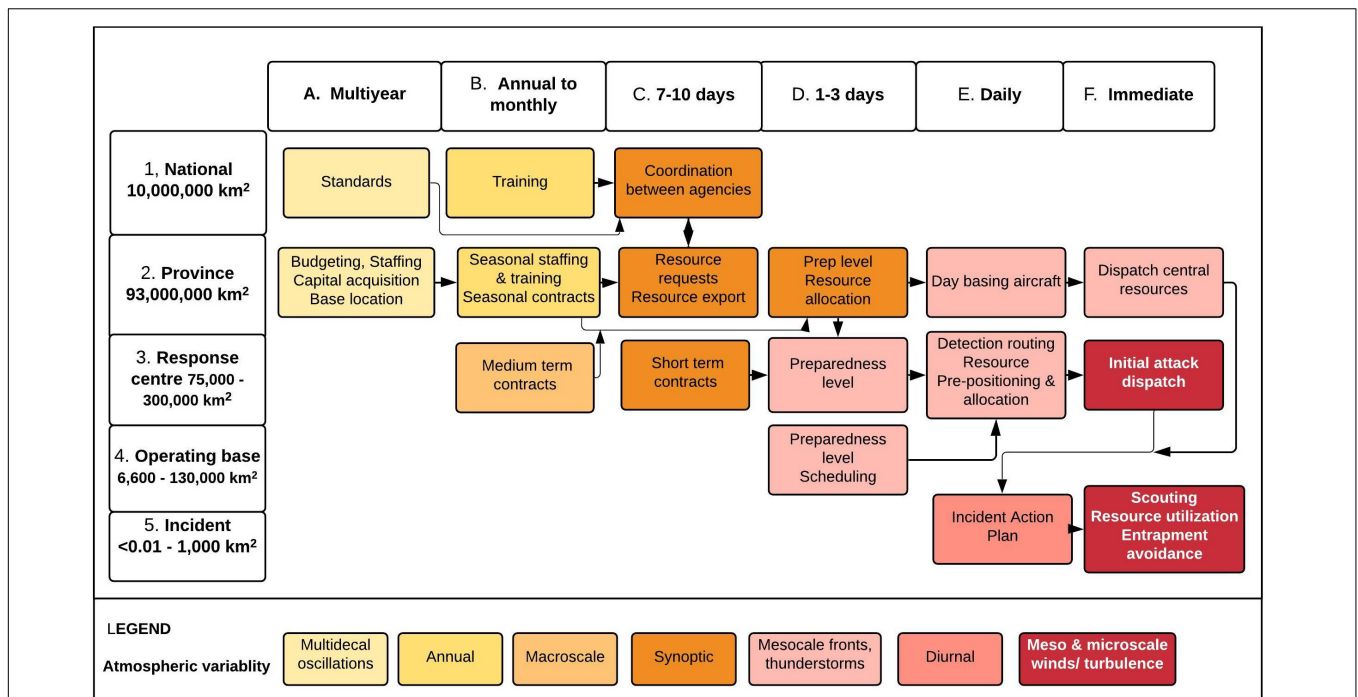 A. Multiyear
B. Annual to
monthly
C. 7-10 days
D. 1-3 days
E. Daily
F. Immediate
1, National
10,000,000 km²
Standards
Training
Coordination
between agencies
2. Province
93,000,000 km²
Budgeting, Staffing
Capital acquisition
Base location
Seasonal staffing
& training
Seasonal contracts
Resource
requests
Resource export
Prep level
Resource
allocation
Day basing aircraft
Dispatch central
resources
3. Response
centre 75,000 -
300,000 km²
Medium term
contracts
Short term
contracts
Preparedness
level
Detection routing
Resource
Pre-positioning &
allocation
Initial attack
dispatch
4. Operating base
6,600 - 130,000 km²
Preparedness
level
Scheduling
5. Incident
<0.01 - 1,000 km²
Incident Action
Plan
Scouting
Resource utilization
Entrapment
avoidance
LEGEND
Atmospheric variablity
Multidecal
oscillations
Annual
Macroscale
Synoptic
Mesocale fronts,
thunderstorms
Diurnal
Meso & microscale
winds/ turbulence